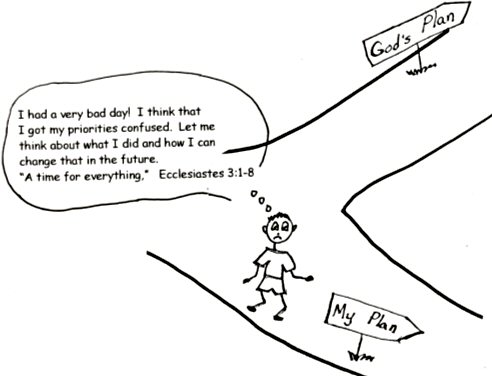 God's Plan
I had a very bad day!  I think that
I got my priorities confused.  Let me
think about what I did and how I can
change that in the future.
"A time for everything,"  Ecclesiastes 3:1-8
My Plan